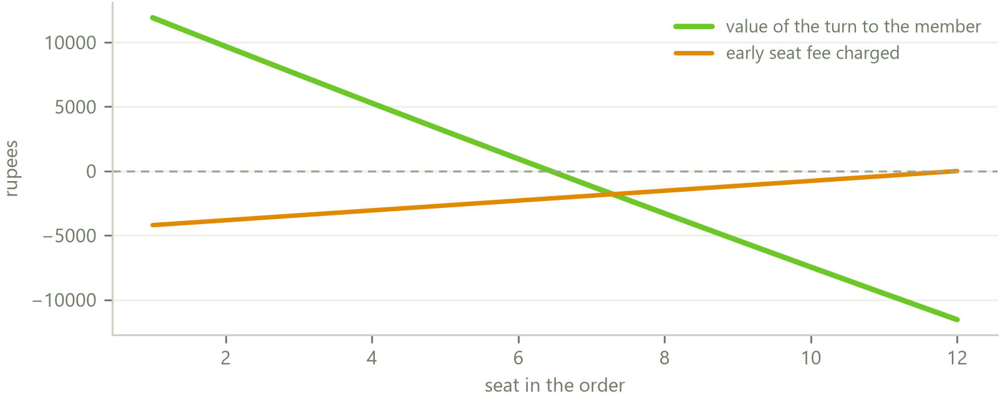 value of the turn to the member
early seat fee charged
rupees
10000
5000
0
−5000
−10000
2 4 6 8 10 12
seat in the order